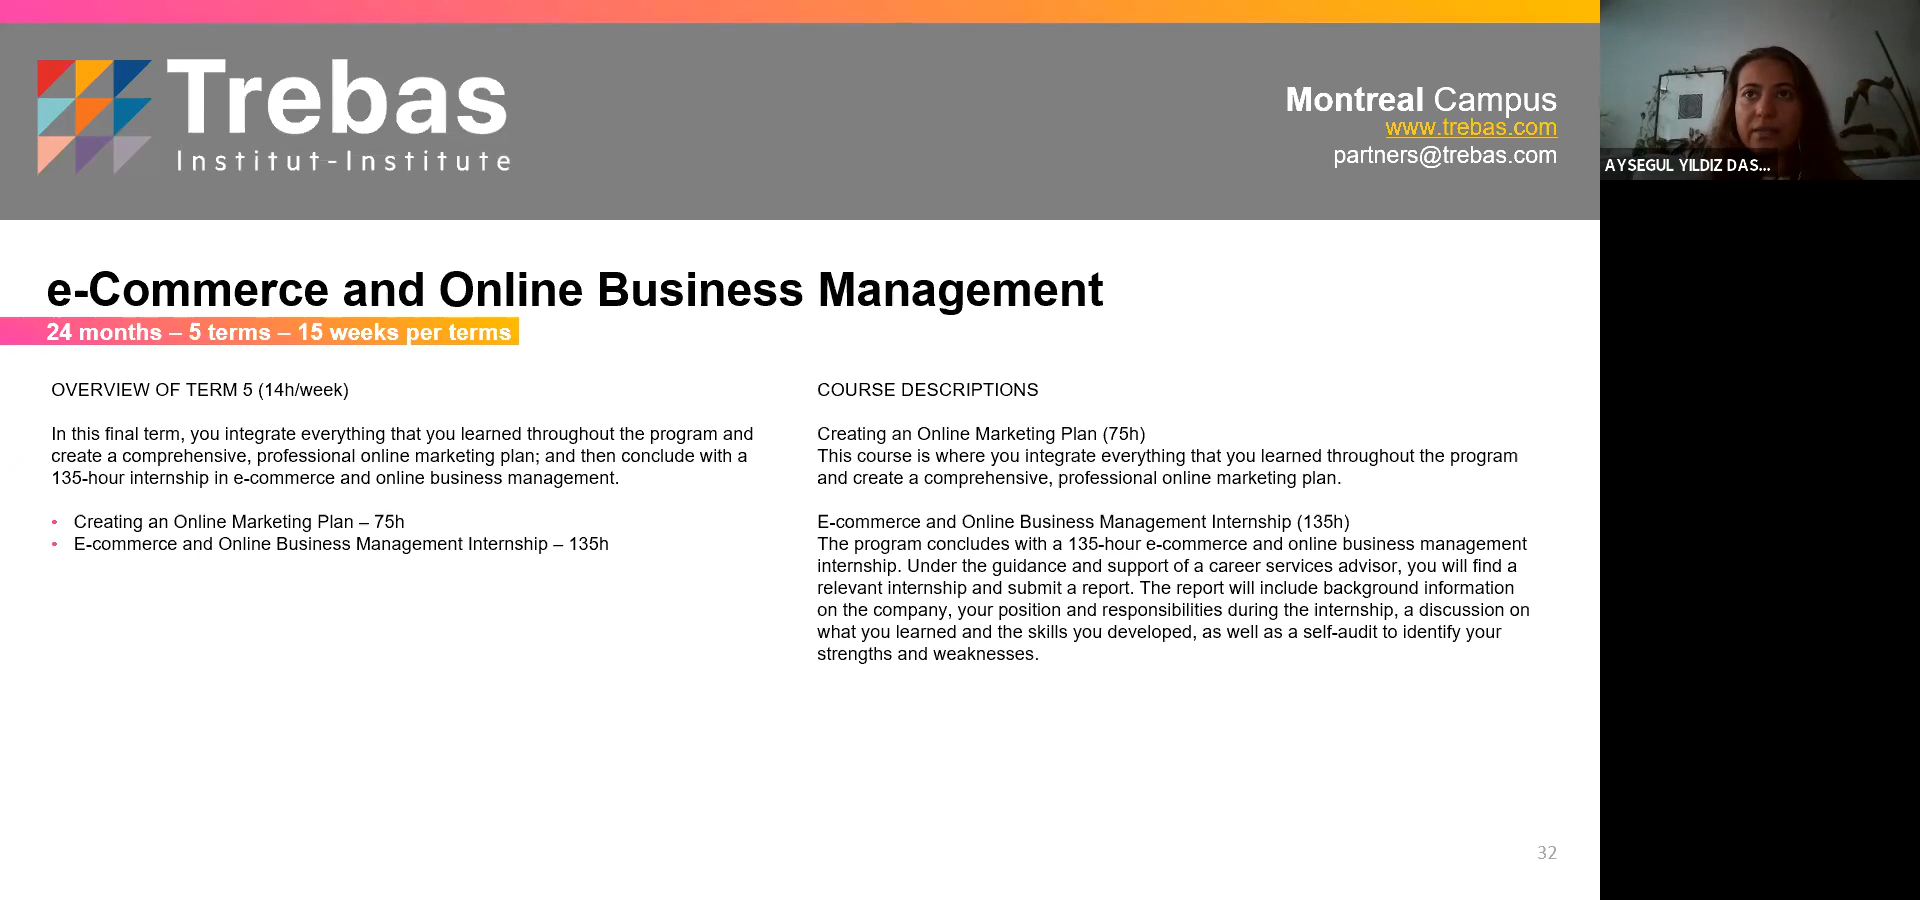 Trebas
Institut-Institute
Montreal Campus
www.trebas.com
partners@trebas.com
AYSEGUL YILDIZ DAS...
e-Commerce and Online Business Management
24 months – 5 terms – 15 weeks per terms
OVERVIEW OF TERM 5 (14h/week)
In this final term, you integrate everything that you learned throughout the program and
create a comprehensive, professional online marketing plan; and then conclude with a
135-hour internship in e-commerce and online business management.
• Creating an Online Marketing Plan – 75h
• E-commerce and Online Business Management Internship – 135h
COURSE DESCRIPTIONS
Creating an Online Marketing Plan (75h)
This course is where you integrate everything that you learned throughout the program
and create a comprehensive, professional online marketing plan.
E-commerce and Online Business Management Internship (135h)
The program concludes with a 135-hour e-commerce and online business management
internship. Under the guidance and support of a career services advisor, you will find a
relevant internship and submit a report. The report will include background information
on the company, your position and responsibilities during the internship, a discussion on
what you learned and the skills you developed, as well as a self-audit to identify your
strengths and weaknesses.
32